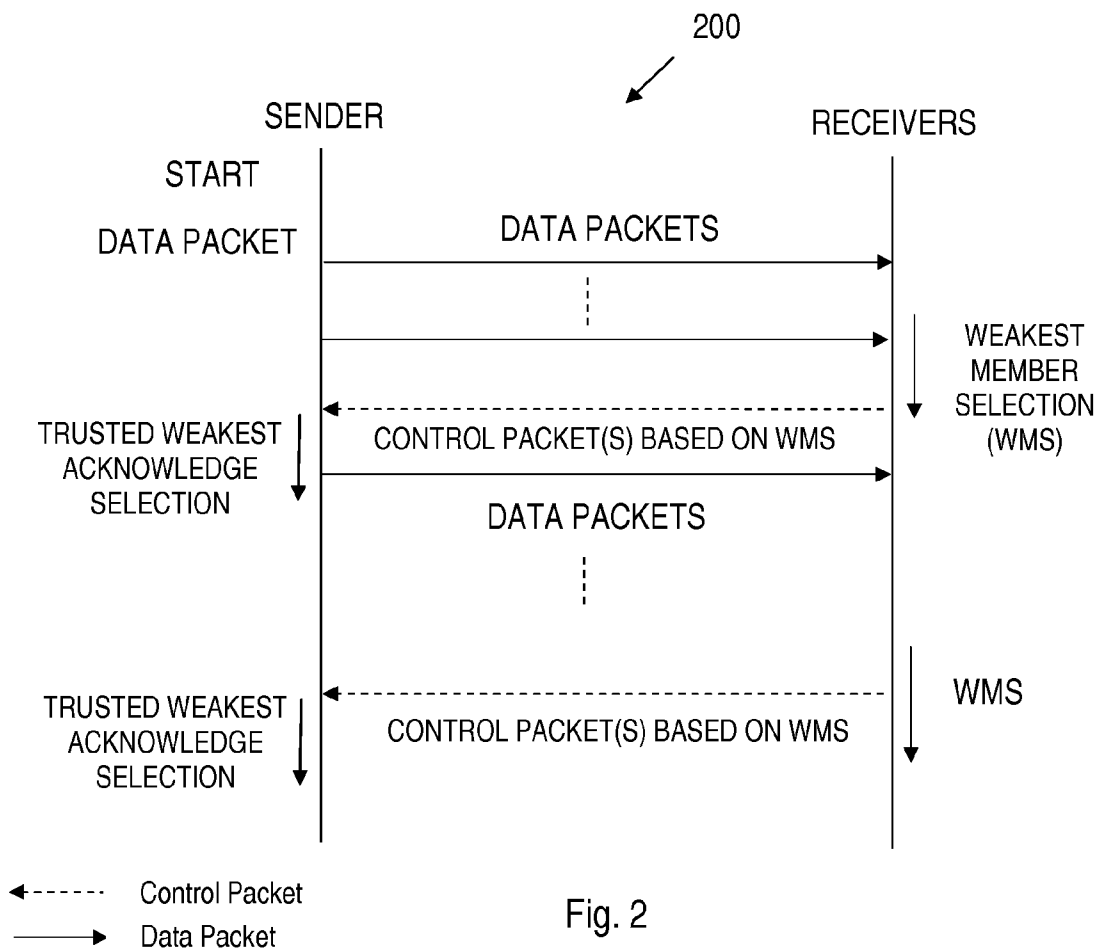 200
SENDER
RECEIVERS
START
DATA PACKET
DATA PACKETS
WEAKEST
MEMBER
SELECTION
(WMS)
TRUSTED WEAKEST
ACKNOWLEDGE
SELECTION
CONTROL PACKET(S) BASED ON WMS
DATA PACKETS
WMS
TRUSTED WEAKEST
ACKNOWLEDGE
SELECTION
CONTROL PACKET(S) BASED ON WMS
Control Packet
Data Packet
Fig. 2